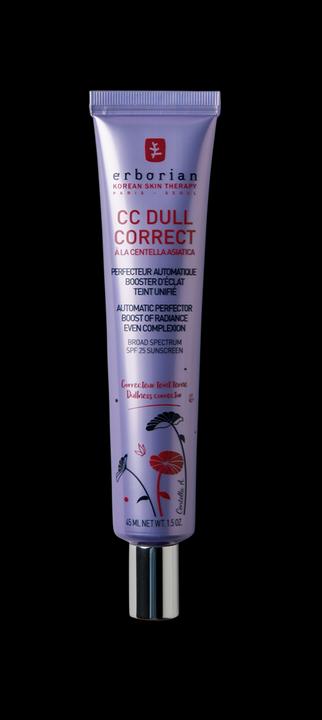 erborian
KOREAN SKIN THERAPY
PARIS - SEOUL
CC DULL
CORRECT
À LA CENTELLA ASIATICA
PERFECTEUR AUTOMATIQUE
BOOSTER D'ÉCLAT
TEINT UNIFIÉ
AUTOMATIC PERFECTOR
BOOST OF RADIANCE
EVEN COMPLEXION
BROAD SPECTRUM
SPF 25 SUNSCREEN
Correcteur teint terne
Dullness corrector
Centella A.
45 ML NET WT. 1.5 OZ.